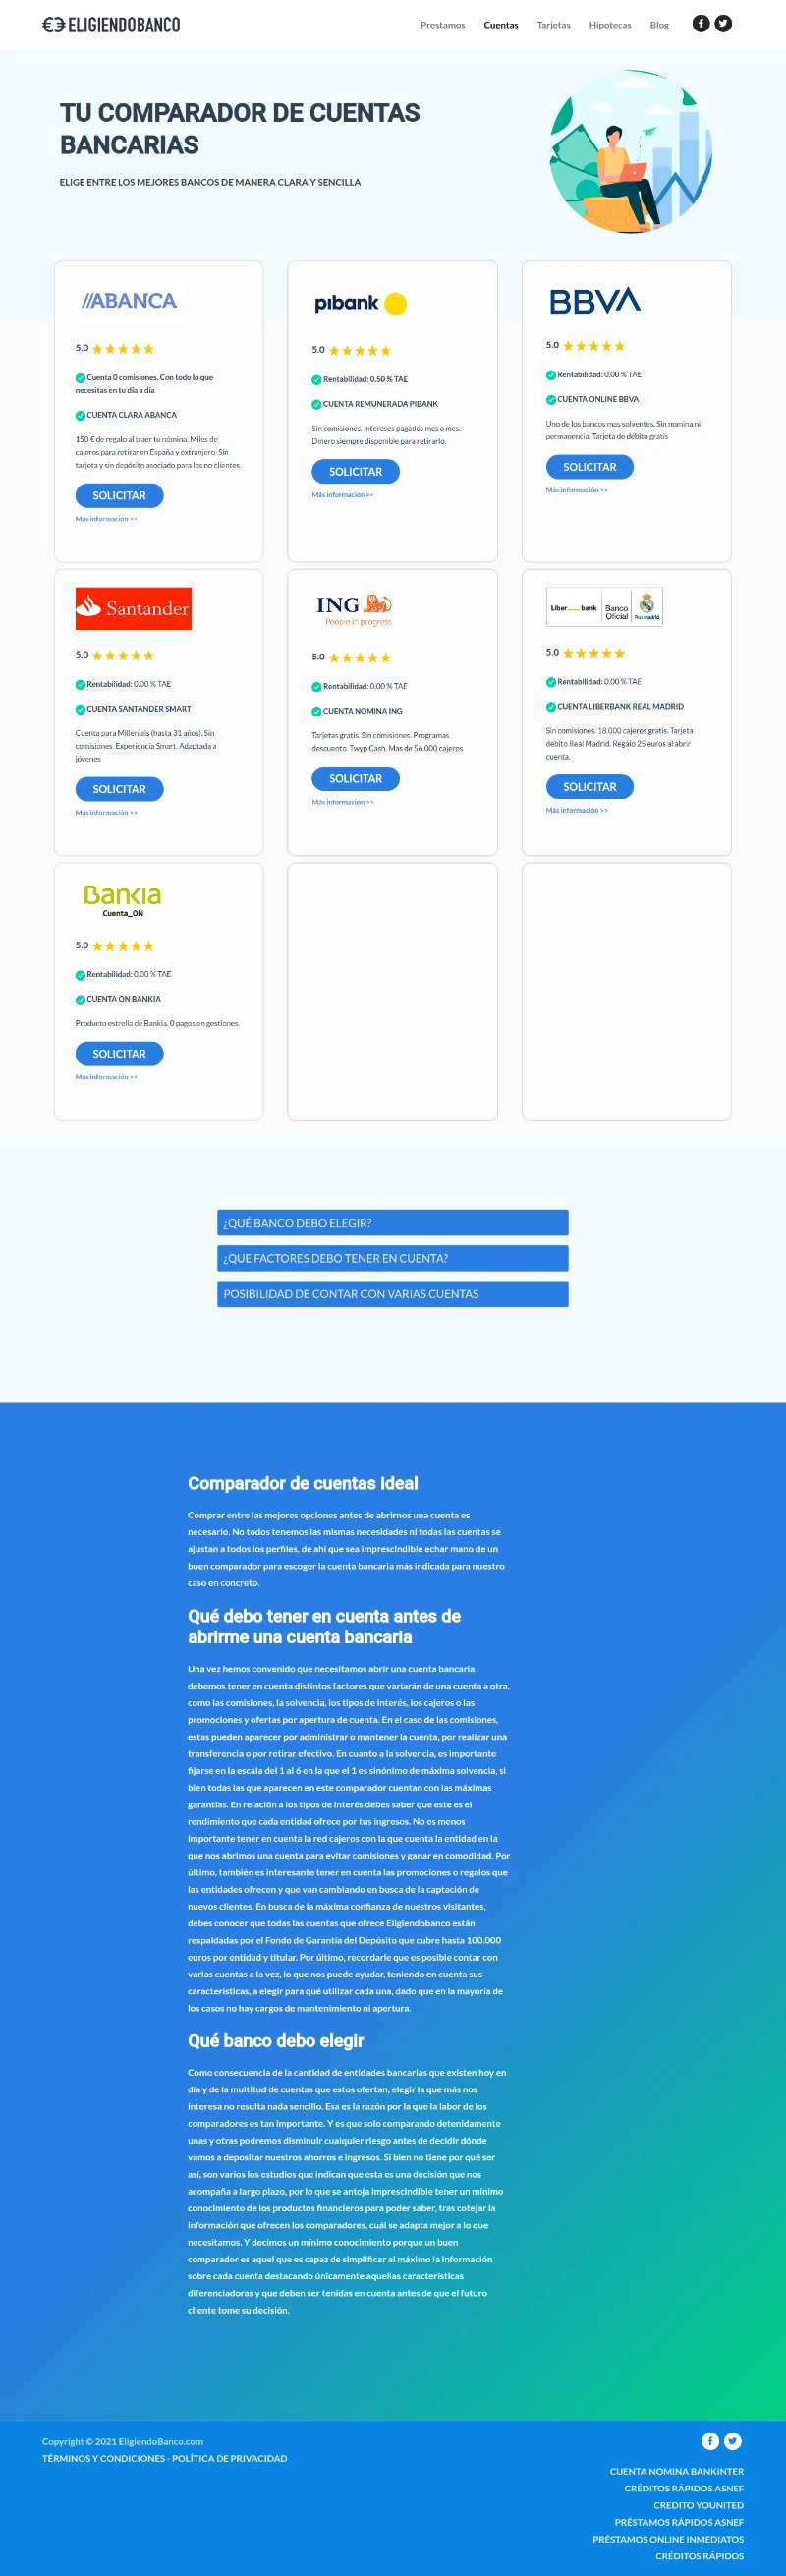 ELIGIENDOBANCO
Prestamos
Cuentas
Tarjetas
Hipotecas
Blog
TU COMPARADOR DE CUENTAS
BANCARIAS
ELIGE ENTRE LOS MEJORES BANCOS DE MANERA CLARA Y SENCILLA
//ABANCA
5.0
Cuenta 0 comisiones. Con todo lo que
necesitas en tu día a día
CUENTA CLARA ABANCA
150 € de regalo al traer tu nómina. Miles de
cajeros para retirar en España y extranjero. Sin
tarjeta y sin depósito asociado para los no clientes.
SOLICITAR
Más información >>
pibank
5.0
Rentabilidad: 0.50 % TAE
CUENTA REMUNERADA PIBANK
Sin comisiones. Intereses pagados mes a mes.
Dinero siempre disponible para retirarlo.
SOLICITAR
Más información >>
BBVA
5.0
Rentabilidad: 0.00 % TAE
CUENTA ONLINE BBVA
Uno de los bancos mas solventes. Sin nomina ni
permanencia. Tarjeta de débito gratis
SOLICITAR
Más información >>
Santander
5.0
Rentabilidad: 0.00 % TAE
CUENTA SANTANDER SMART
Cuenta para Millenials (hasta 31 años). Sin
comisiones. Experiencia Smart. Adaptada a
jóvenes
SOLICITAR
Más información >>
ING
People in progress
5.0
Rentabilidad: 0.00 % TAE
CUENTA NOMINA ING
Tarjetas gratis. Sin comisiones. Programas
descuento. Twyp Cash. Mas de 56.000 cajeros
SOLICITAR
Más información >>
Liber bank
Banco
Oficial
Realmadrid
5.0
Rentabilidad: 0.00 % TAE
CUENTA LIBERBANK REAL MADRID
Sin comisiones. 18.000 cajeros gratis. Tarjeta
debito Real Madrid. Regalo 25 euros al abrir
cuenta.
SOLICITAR
Más información >>
Bankia
Cuenta_ON
5.0
Rentabilidad: 0.00 % TAE
CUENTA ON BANKIA
Producto estrella de Bankia. 0 pagos en gestiones.
SOLICITAR
Más información >>
¿QUÉ BANCO DEBO ELEGIR?
¿QUE FACTORES DEBO TENER EN CUENTA?
POSIBILIDAD DE CONTAR CON VARIAS CUENTAS
Comparador de cuentas ideal
Comprar entre las mejores opciones antes de abrirnos una cuenta es
necesario. No todos tenemos las mismas necesidades ni todas las cuentas se
ajustan a todos los perfiles, de ahí que sea imprescindible echar mano de un
buen comparador para escoger la cuenta bancaria más indicada para nuestro
caso en concreto.
Qué debo tener en cuenta antes de
abrirme una cuenta bancaria
Una vez hemos convenido que necesitamos abrir una cuenta bancaria
debemos tener en cuenta distintos factores que variarán de una cuenta a otra,
como las comisiones, la solvencia, los tipos de interés, los cajeros o las
promociones y ofertas por apertura de cuenta. En el caso de las comisiones,
estas pueden aparecer por administrar o mantener la cuenta, por realizar una
transferencia o por retirar efectivo. En cuanto a la solvencia, es importante
fijarse en la escala del 1 al 6 en la que el 1 es sinónimo de máxima solvencia, si
bien todas las que aparecen en este comparador cuentan con las máximas
garantías. En relación a los tipos de interés debes saber que este es el
rendimiento que cada entidad ofrece por tus ingresos. No es menos
importante tener en cuenta la red cajeros con la que cuenta la entidad en la
que nos abrimos una cuenta para evitar comisiones y ganar en comodidad. Por
último, también es interesante tener en cuenta las promociones o regalos que
las entidades ofrecen y que van cambiando en busca de la captación de
nuevos clientes. En busca de la máxima confianza de nuestros visitantes,
debes conocer que todas las cuentas que ofrece Eligiendobanco están
respaldadas por el Fondo de Garantía del Depósito que cubre hasta 100.000
euros por entidad y titular. Por último, recordarle que es posible contar con
varias cuentas a la vez, lo que nos puede ayudar, teniendo en cuenta sus
características, a elegir para qué utilizar cada una, dado que en la mayoría de
los casos no hay cargos de mantenimiento ni apertura.
Qué banco debo elegir
Como consecuencia de la cantidad de entidades bancarias que existen hoy en
día y de la multitud de cuentas que estos ofertan, elegir la que más nos
interesa no resulta nada sencillo. Esa es la razón por la que la labor de los
comparadores es tan importante. Y es que solo comparando detenidamente
unas y otras podremos disminuir cualquier riesgo antes de decidir dónde
vamos a depositar nuestros ahorros e ingresos. Si bien no tiene por qué ser
así, son varios los estudios que indican que esta es una decisión que nos
acompaña a largo plazo, por lo que se antoja imprescindible tener un mínimo
conocimiento de los productos financieros para poder saber, tras cotejar la
información que ofrecen los comparadores, cuál se adapta mejor a lo que
necesitamos. Y decimos un mínimo conocimiento porque un buen
comparador es aquel que es capaz de simplificar al máximo la información
sobre cada cuenta destacando únicamente aquellas características
diferenciadoras y que deben ser tenidas en cuenta antes de que el futuro
cliente tome su decisión.
Copyright © 2021 EligiendoBanco.com
TÉRMINOS Y CONDICIONES - POLÍTICA DE PRIVACIDAD
CUENTA NOMINA BANKINTER
CRÉDITOS RÁPIDOS ASNEF
CREDITO YOUNITED
PRÉSTAMOS RÁPIDOS ASNEF
PRÉSTAMOS ONLINE INMEDIATOS
CRÉDITOS RÁPIDOS